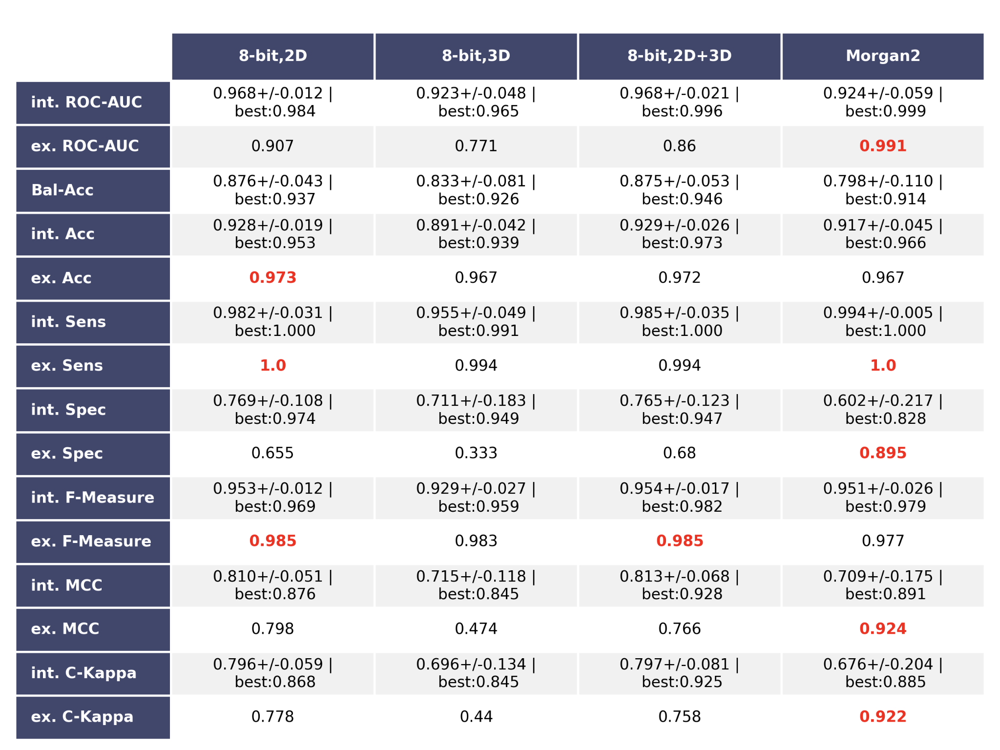 8-bit,2D 8-bit,3D 8-bit,2D+3D Morgan2
int. ROC-AUC 0.968+/-0.012 | 0.923+/-0.048 | 0.968+/-0.021 | 0.924+/-0.059 |
best:0.984 best:0.965 best:0.996 best:0.999
ex. ROC-AUC 0.907 0.771 0.86 0.991
Bal-Acc 0.876+/-0.043 | 0.833+/-0.081 | 0.875+/-0.053 | 0.798+/-0.110 |
best:0.937 best:0.926 best:0.946 best:0.914
int. Acc 0.928+/-0.019 | 0.891+/-0.042 | 0.929+/-0.026 | 0.917+/-0.045 |
best:0.953 best:0.939 best:0.973 best:0.966
ex. Acc 0.973 0.967 0.972 0.967
int. Sens 0.982+/-0.031 | 0.955+/-0.049 | 0.985+/-0.035 | 0.994+/-0.005 |
best:1.000 best:0.991 best:1.000 best:1.000
ex. Sens 1.0 0.994 0.994 1.0
int. Spec 0.769+/-0.108 | 0.711+/-0.183 | 0.765+/-0.123 | 0.602+/-0.217 |
best:0.974 best:0.949 best:0.947 best:0.828
ex. Spec 0.655 0.333 0.68 0.895
int. F-Measure 0.953+/-0.012 | 0.929+/-0.027 | 0.954+/-0.017 | 0.951+/-0.026 |
best:0.969 best:0.959 best:0.982 best:0.979
ex. F-Measure 0.985 0.983 0.985 0.977
int. MCC 0.810+/-0.051 | 0.715+/-0.118 | 0.813+/-0.068 | 0.709+/-0.175 |
best:0.876 best:0.845 best:0.928 best:0.891
ex. MCC 0.798 0.474 0.766 0.924
int. C-Kappa 0.796+/-0.059 | 0.696+/-0.134 | 0.797+/-0.081 | 0.676+/-0.204 |
best:0.868 best:0.845 best:0.925 best:0.885
ex. C-Kappa 0.778 0.44 0.758 0.922